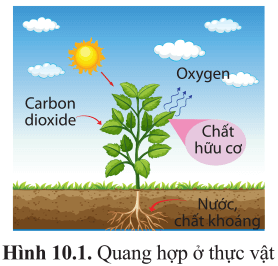 Oxygen
Carbon
dioxide
Chất
hữu cơ
Nước,
chất khoáng
Hình 10.1. Quang hợp ở thực vật